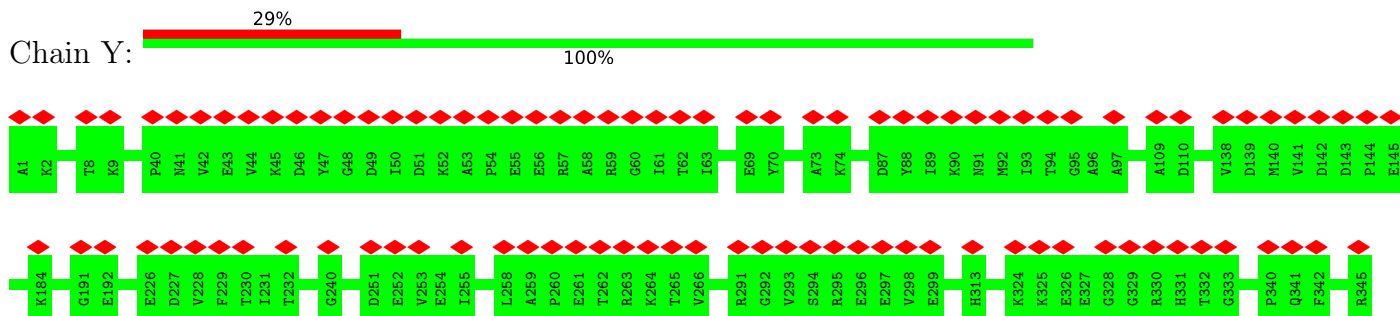 29%
Chain Y:
100%
A1 K2 T8 K9 P40 N41 V42 E43 V44 K45 D46 Y47 G48 D49 I50 D51 K52 A53 P54 E55 E56 R57 A58 R59 G60 I61 T62 I63 E69 Y70 A73 K74 D87 Y88 I89 K90 N91 M92 I93 T94 G95 A96 A97 A109 D110 V138 D139 M140 V141 D142 D143 P144 E145
K184 G191 E192 E226 D227 V228 F229 T230 I231 T232 G240 D251 E252 V253 E254 I255 L258 A259 P260 E261 T262 R263 K264 T265 V266 R291 G292 V293 S294 R295 E296 E297 V298 E299 H313 K324 K325 E326 E327 G328 G329 R330 H331 T332 G333 P340 Q341 F342 R345